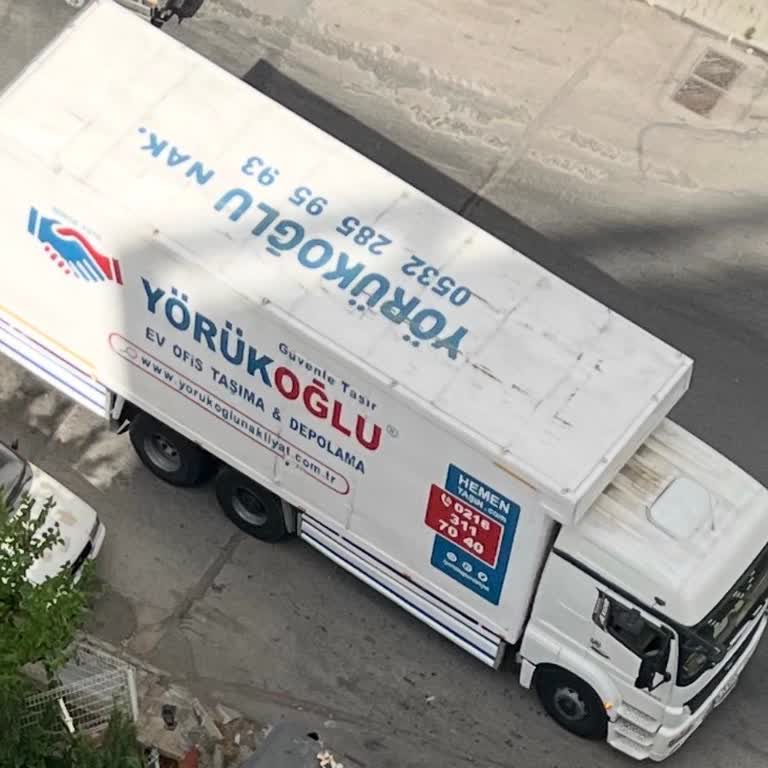 YÖRÜKOĞLU NAK.
0532 285 95 93
Güvenle Taşır
YÖRÜKOĞLU®
EV OFİS TAŞIMA & DEPOLAMA
www.yorukoglunakliyat.com.tr
HEMEN
TAŞIN.com
0216
311
70 40